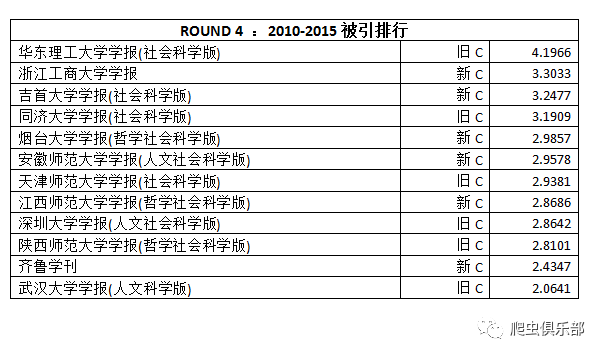 ROUND 4 ：2010-2015 被引排行
华东理工大学学报(社会科学版) 旧 C 4.1966
浙江工商大学学报 新 C 3.3033
吉首大学学报(社会科学版) 新 C 3.2477
同济大学学报(社会科学版) 旧 C 3.1909
烟台大学学报(哲学社会科学版) 新 C 2.9857
安徽师范大学学报(人文社会科学版) 新 C 2.9578
天津师范大学学报(社会科学版) 旧 C 2.9381
江西师范大学学报(哲学社会科学版) 新 C 2.8686
深圳大学学报(人文社会科学版) 旧 C 2.8642
陕西师范大学学报(哲学社会科学版) 旧 C 2.8101
齐鲁学刊 新 C 2.4347
武汉大学学报(人文科学版) 旧 C 2.0641
爬虫俱乐部